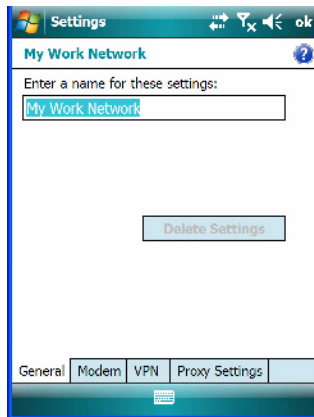 Settings ok
My Work Network
Enter a name for these settings:
My Work Network
Delete Settings
General Modem VPN Proxy Settings